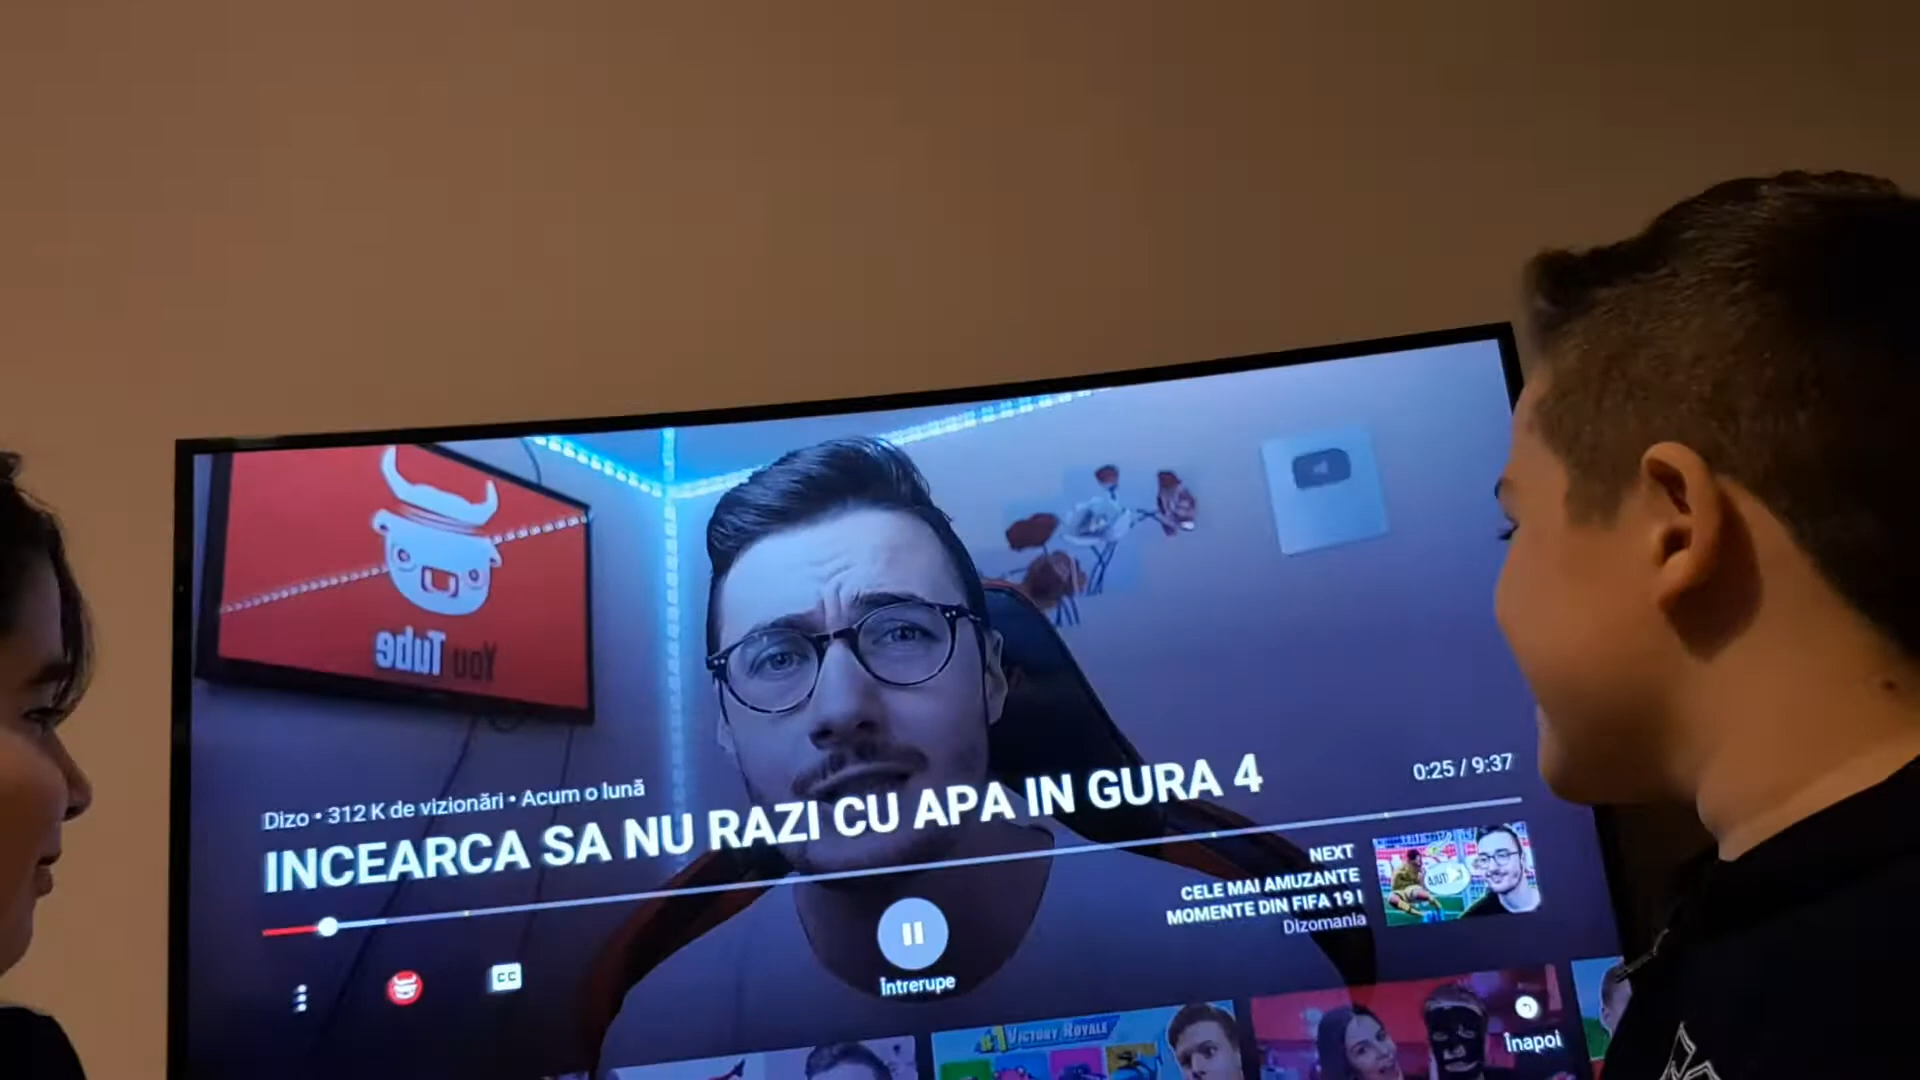 You Tube
Dizo • 312 K de vizionări • Acum o lună
INCEARCA SA NU RAZI CU APA IN GURA 4
0:25 / 9:37
NEXT
CELE MAI AMUZANTE
MOMENTE DIN FIFA 19 |
Dizomania
CC
Întrerupe
#1 VICTORY ROYALE
Înapoi